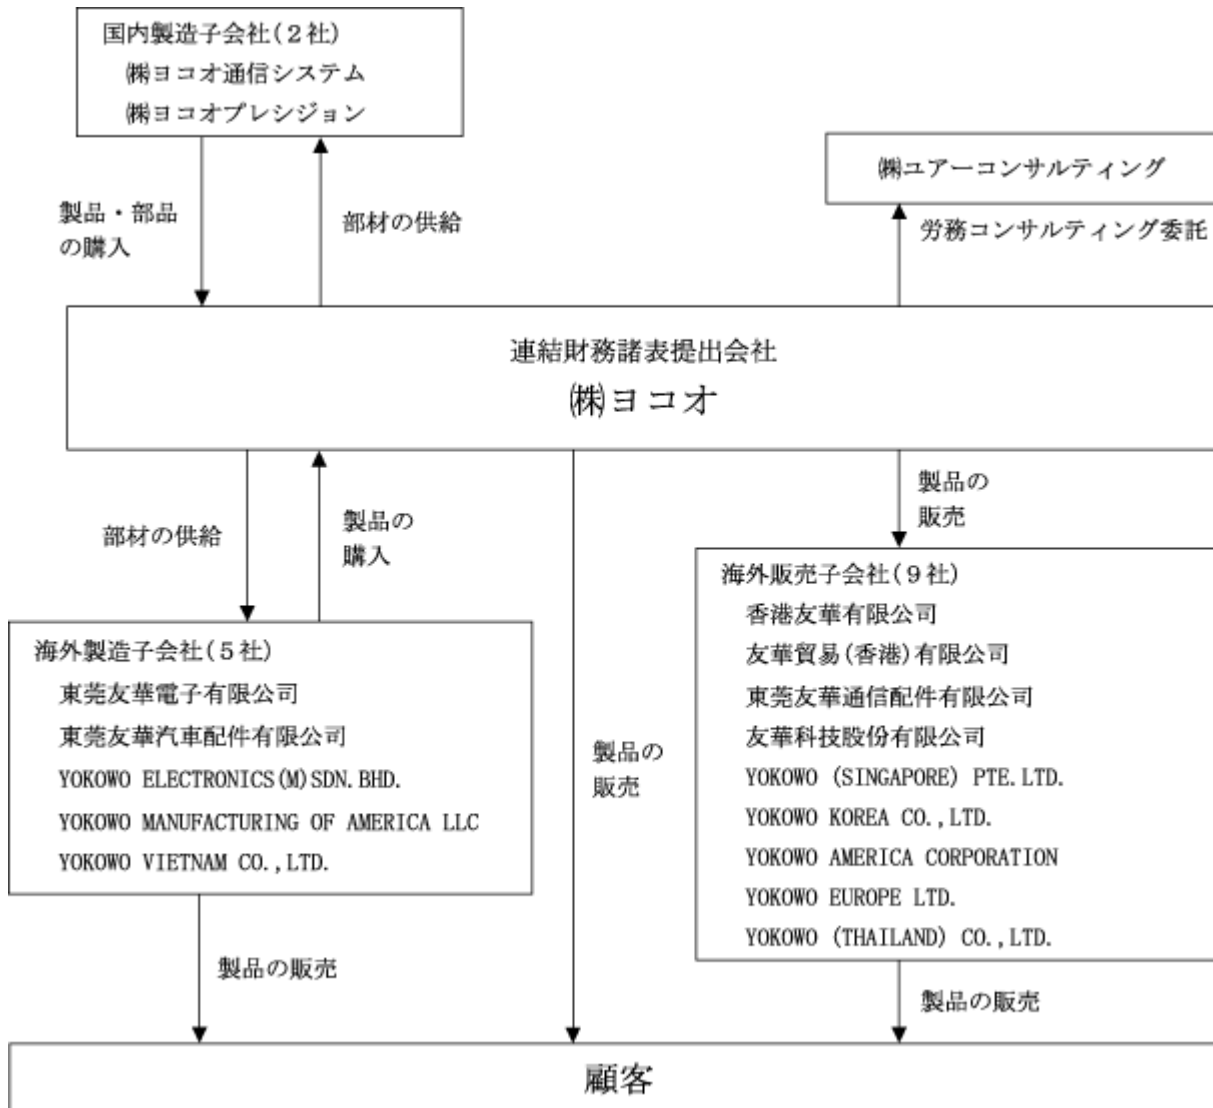 国内製造子会社(2社)
㈱ヨコオ通信システム
㈱ヨコオプレシジョン
㈱ユアーコンサルティング
製品・部品
の購入
部材の供給
労務コンサルティング委託
連結財務諸表提出会社
㈱ヨコオ
部材の供給
製品の
購入
製品の
販売
製品の
販売
海外製造子会社(5社)
東莞友華電子有限公司
東莞友華汽車配件有限公司
YOKOWO ELECTRONICS(M)SDN.BHD.
YOKOWO MANUFACTURING OF AMERICA LLC
YOKOWO VIETNAM CO.,LTD.
海外販売子会社(9社)
香港友華有限公司
友華貿易(香港)有限公司
東莞友華通信配件有限公司
友華科技股份有限公司
YOKOWO (SINGAPORE) PTE.LTD.
YOKOWO KOREA CO.,LTD.
YOKOWO AMERICA CORPORATION
YOKOWO EUROPE LTD.
YOKOWO (THAILAND) CO.,LTD.
製品の販売
製品の販売
顧客